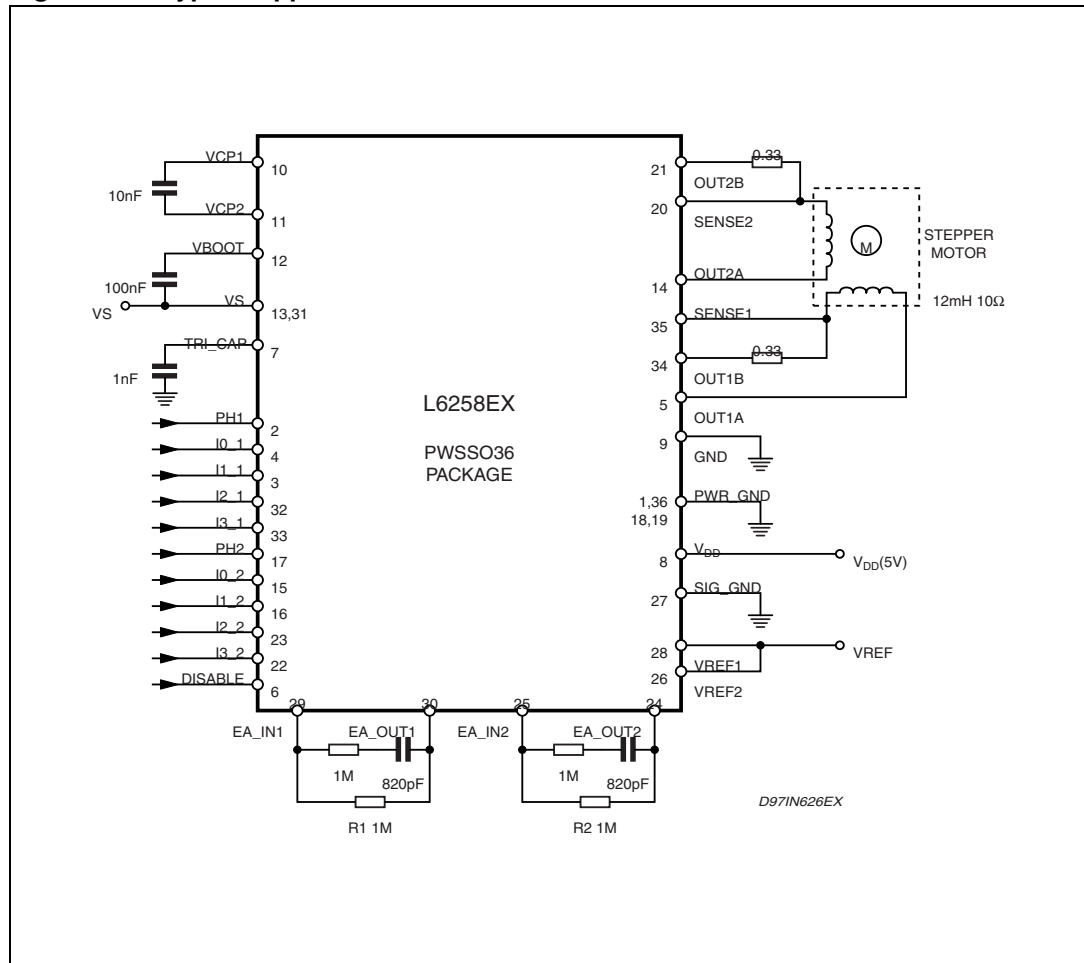 VCP1
10
10nF
VCP2
11
VBOOT
12
100nF
VS
VS
13,31
TRI_CAP
7
1nF
PH1
2
I0_1
4
I1_1
3
I2_1
32
I3_1
33
PH2
17
I0_2
15
I1_2
16
I2_2
23
I3_2
22
DISABLE
6
L6258EX
PWSSO36
PACKAGE
0.33
21
OUT2B
20
SENSE2
M
STEPPER
MOTOR
OUT2A
14
12mH 10Ω
SENSE1
35
0.33
34
OUT1B
5
OUT1A
9
GND
1,36
PWR_GND
18,19
VDD
8
VDD(5V)
SIG_GND
27
28
VREF
VREF1
26
VREF2
29
30
25
24
EA_IN1
EA_OUT1
EA_IN2
EA_OUT2
1M
820pF
1M
820pF
R1 1M
R2 1M
D97IN626EX